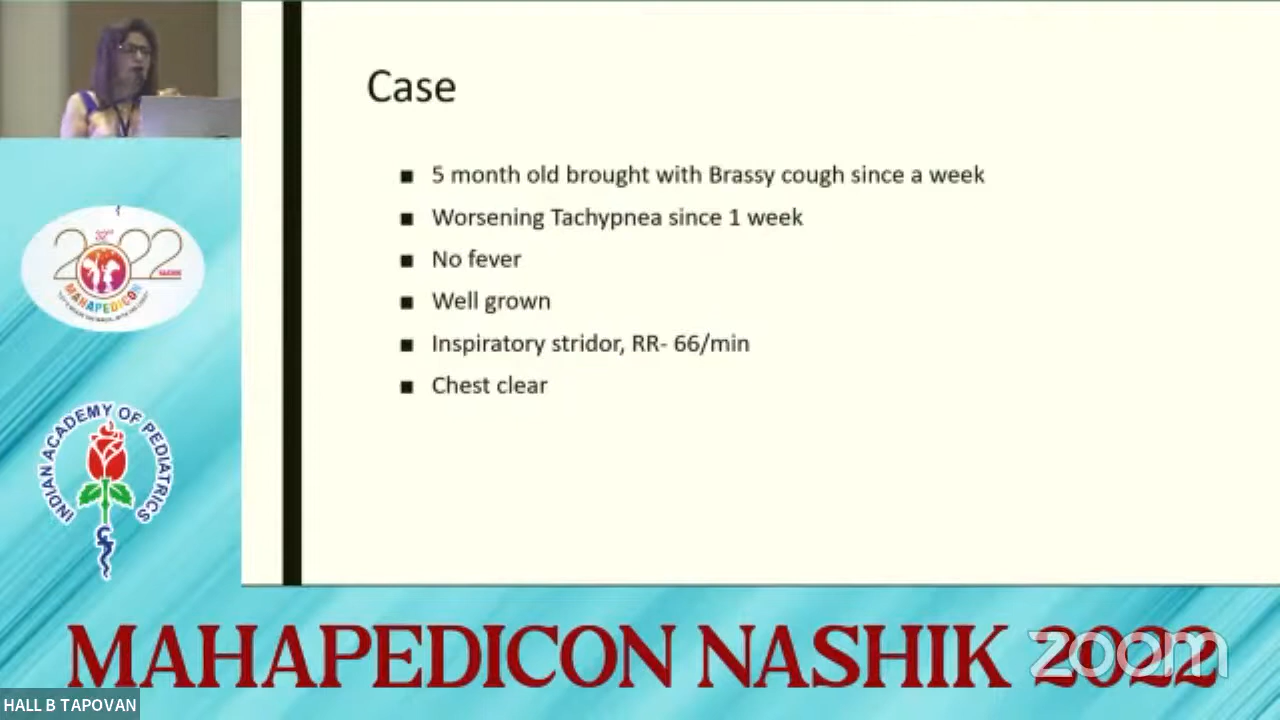 Case
5 month old brought with Brassy cough since a week
Worsening Tachypnea since 1 week
No fever
Well grown
Inspiratory stridor, RR- 66/min
Chest clear
2022
MAHAPEDICON
INDIAN ACADEMY OF PEDIATRICS
MAHAPEDICON NASHIK 2022
zoom
HALL B TAPOVAN